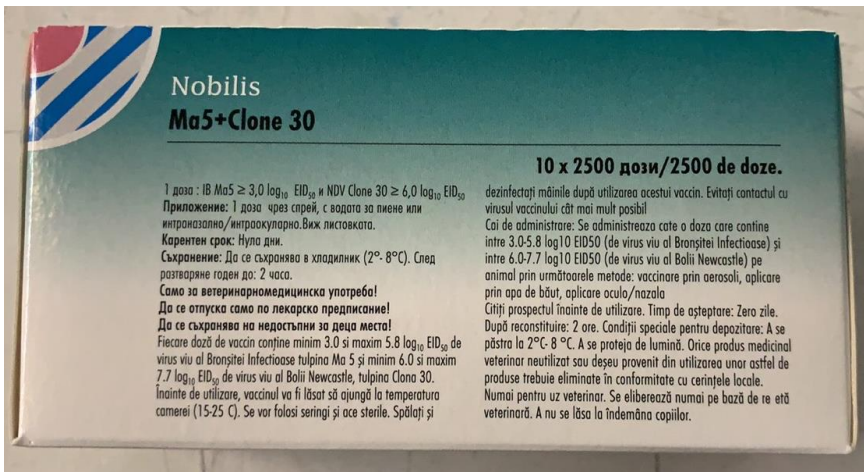 Nobilis
Ma5+Clone 30
10 x 2500 дози/2500 de doze.
1 доза : IB Ma5 ≥ 3,0 log₁₀ EID₅₀ и NDV Clone 30 ≥ 6,0 log₁₀ EID₅₀
Приложение: 1 доза чрез спрей, с водата за пиене или
интраназално/интраокуларно.Виж листовката.
Карентен срок: Нула дни.
Съхранение: Да се съхранява в хладилник (2º- 8ºC). След
разтваряне годен до: 2 часа.
Само за ветеринарномедицинска употреба!
Да се отпуска само по лекарско предписание!
Да се съхранява на недостъпни за деца места!
Fiecare doză de vaccin conține minim 3.0 si maxim 5.8 log₁₀ EID₅₀ de
virus viu al Bronșitei Infectioase tulpina Ma 5 și minim 6.0 si maxim
7.7 log₁₀ EID₅₀ de virus viu al Bolii Newcastle, tulpina Clona 30.
Înainte de utilizare, vaccinul va fi lăsat să ajungă la temperatura
camerei (15-25 C). Se vor folosi seringi și ace sterile. Spălați și
dezinfectați mâinile după utilizarea acestui vaccin. Evitați contactul cu
virusul vaccinului cât mai mult posibil
Cai de administrare: Se administreaza cate o doza care contine
intre 3.0-5.8 log10 EID50 (de virus viu al Bronșitei Infectioase) și
intre 6.0-7.7 log10 EID50 (de virus viu al Bolii Newcastle) pe
animal prin următoarele metode: vaccinare prin aerosoli, aplicare
prin apa de băut, aplicare oculo/nazala
Citiți prospectul înainte de utilizare. Timp de așteptare: Zero zile.
După reconstituire: 2 ore. Condiții speciale pentru depozitare: A se
păstra la 2°C- 8 °C. A se proteja de lumină. Orice produs medicinal
veterinar neutilizat sau deșeu provenit din utilizarea unor astfel de
produse trebuie eliminate în conformitate cu cerințele locale.
Numai pentru uz veterinar. Se eliberează numai pe bază de re etă
veterinară. A nu se lăsa la îndemâna copiilor.